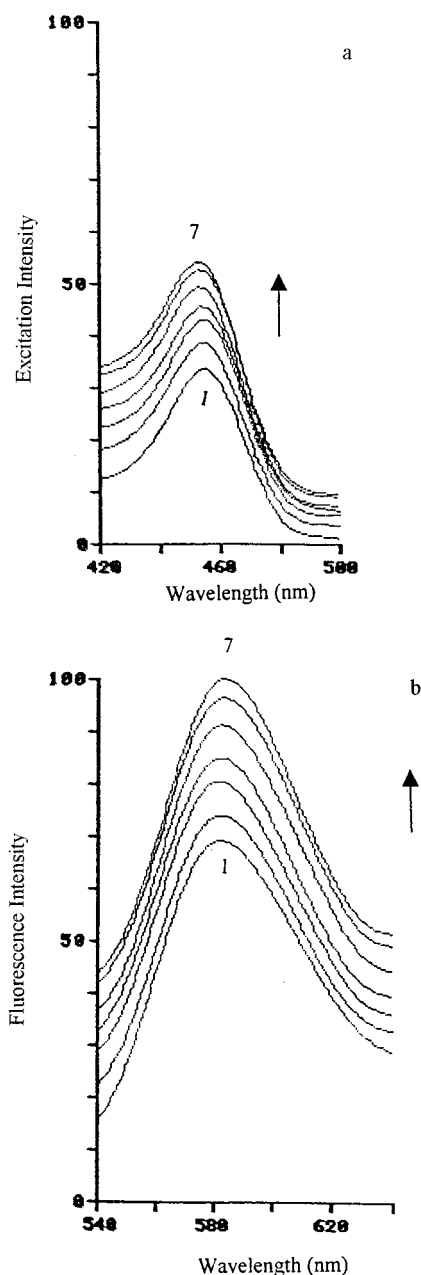 100
a
Excitation Intensity
7
50
1
0
420 460 500
Wavelength (nm)
7
100
b
1
Fluorescence Intensity
50
0
540 580 620
Wavelength (nm)